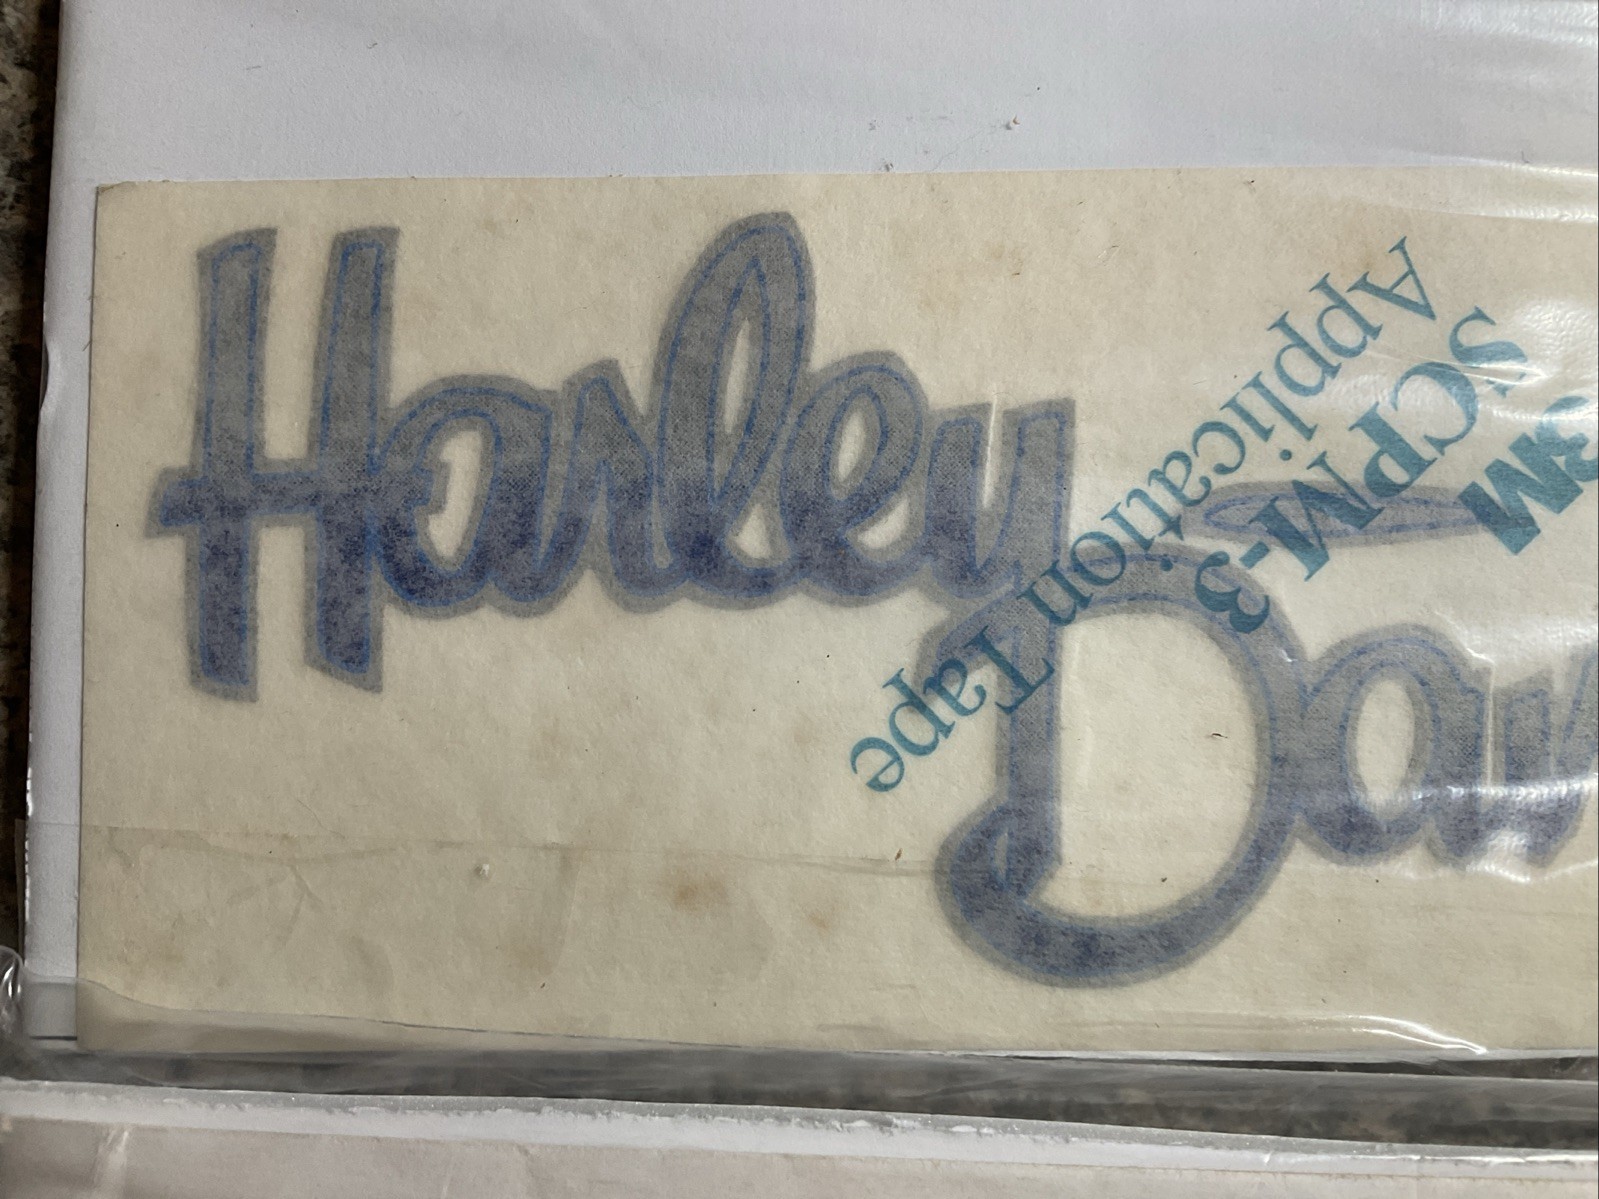 Harley
Dav
3M
SCPM-3
Application Tape